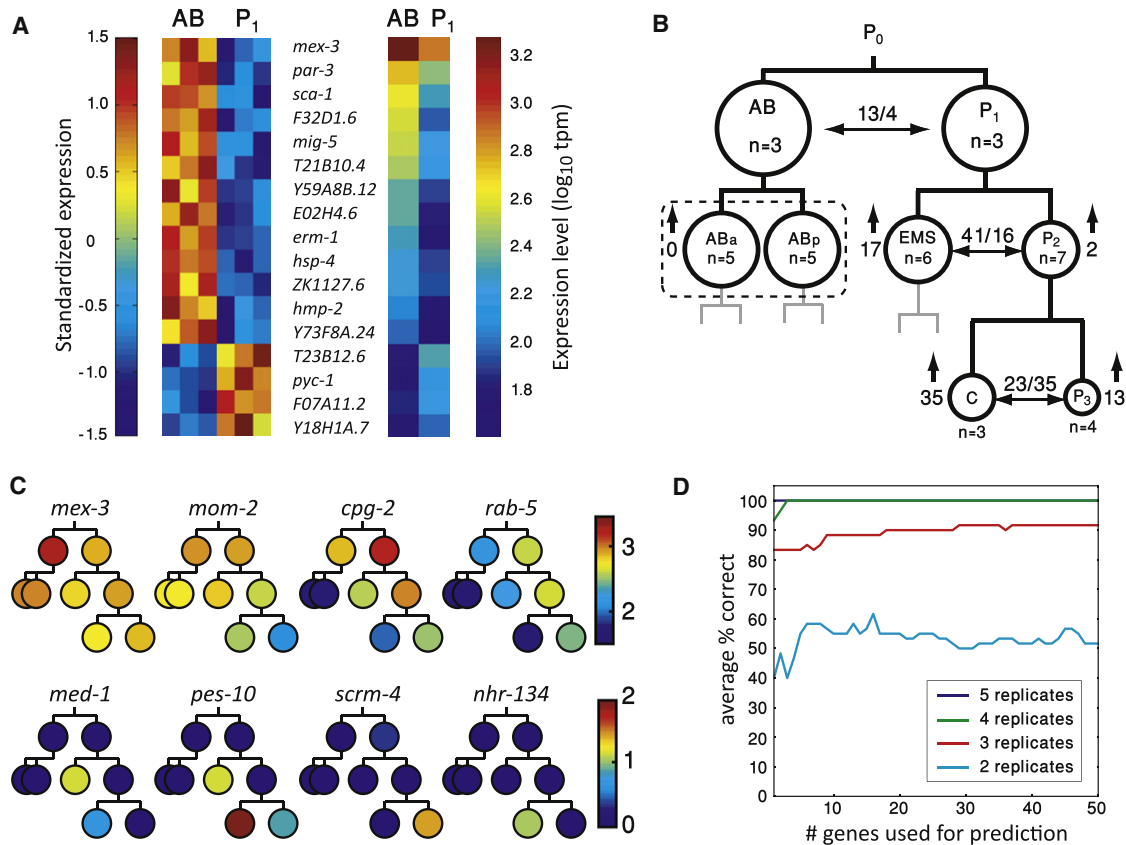 A
AB P1
AB P1
Standardized expression
1.5
1.0
0.5
0
-0.5
-1.0
-1.5
mex-3
par-3
sca-1
F32D1.6
mig-5
T21B10.4
Y59A8B.12
E02H4.6
erm-1
hsp-4
ZK1127.6
hmp-2
Y73F8A.24
T23B12.6
pyc-1
F07A11.2
Y18H1A.7
3.2
3.0
2.8
2.6
2.4
2.2
2.0
1.8
Expression level (log10 tpm)
B
P0
AB
n=3
13/4
P1
n=3
0
ABa
n=5
ABp
n=5
17
EMS
n=6
41/16
P2
n=7
2
35
C
n=3
23/35
P3
n=4
13
C
mex-3 mom-2 cpg-2 rab-5
3
2
med-1 pes-10 scrm-4 nhr-134
2
1
0
D
average % correct
100
90
80
70
60
50
40
30
20
10
0
10 20 30 40 50
# genes used for prediction
5 replicates
4 replicates
3 replicates
2 replicates